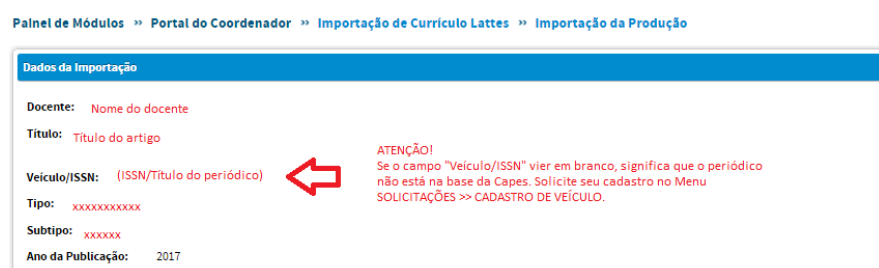 Painel de Módulos » Portal do Coordenador » Importação de Currículo Lattes » Importação da Produção
Dados da Importação
Docente: Nome do docente
Título: Título do artigo
Veículo/ISSN: (ISSN/Título do periódico)
ATENÇÃO!
Se o campo "Veículo/ISSN" vier em branco, significa que o periódico
não está na base da Capes. Solicite seu cadastro no Menu
SOLICITAÇÕES >> CADASTRO DE VEÍCULO.
Tipo: xxxxxxxxxxx
Subtipo: xxxxxx
Ano da Publicação: 2017